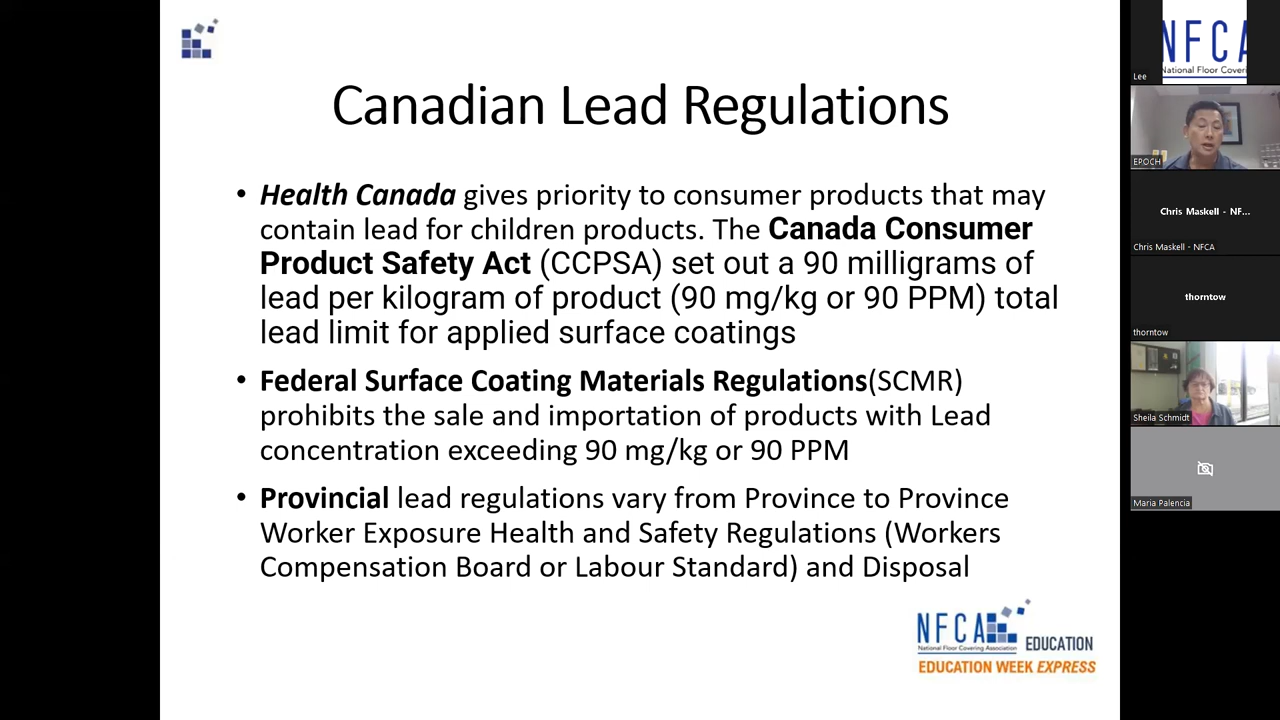 Canadian Lead Regulations
• Health Canada gives priority to consumer products that may
contain lead for children products. The Canada Consumer
Product Safety Act (CCPSA) set out a 90 milligrams of
lead per kilogram of product (90 mg/kg or 90 PPM) total
lead limit for applied surface coatings
• Federal Surface Coating Materials Regulations(SCMR)
prohibits the sale and importation of products with Lead
concentration exceeding 90 mg/kg or 90 PPM
• Provincial lead regulations vary from Province to Province
Worker Exposure Health and Safety Regulations (Workers
Compensation Board or Labour Standard) and Disposal
NFCA EDUCATION
National Floor Covering Association
EDUCATION WEEK EXPRESS
NFCA
National Floor Coveri
Lee
EPOCH
Chris Maskell - NF...
Chris Maskell - NFCA
thorntow
thorntow
Sheila Schmidt
Maria Palencia